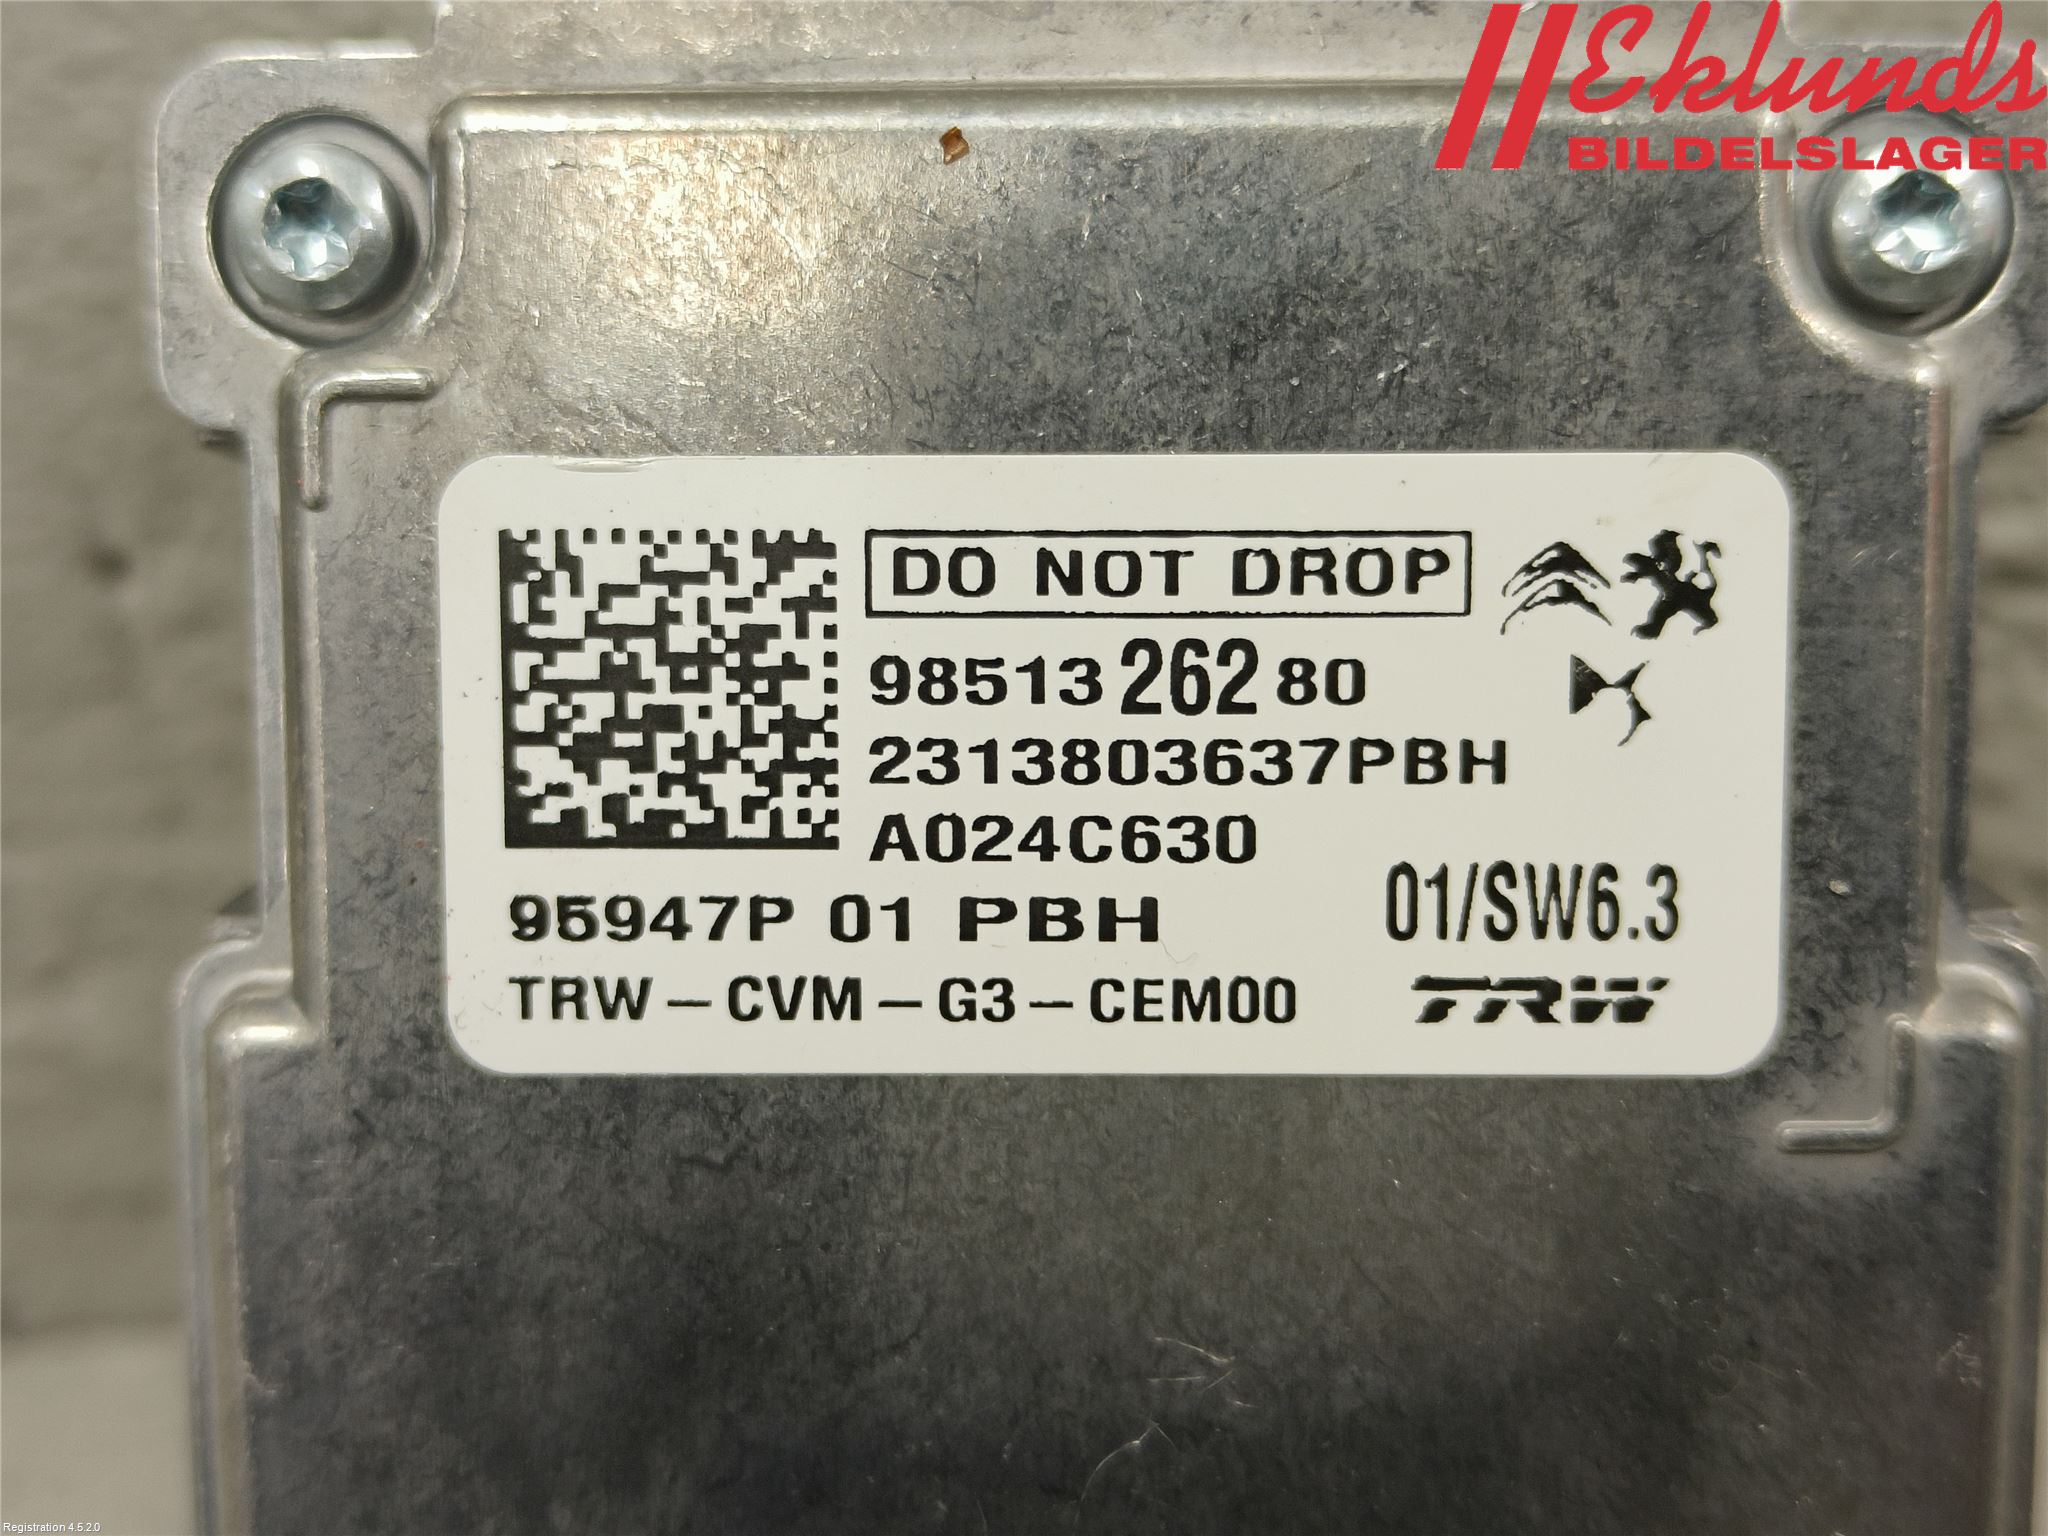 Eklunds
BILDELSLAGER
DO NOT DROP
98513 262 80
2313803637PBH
A024C630
95947P 01 PBH
01/SW6.3
TRW-CVM-G3-CEM00
TRW
Registration 4.5.2.0